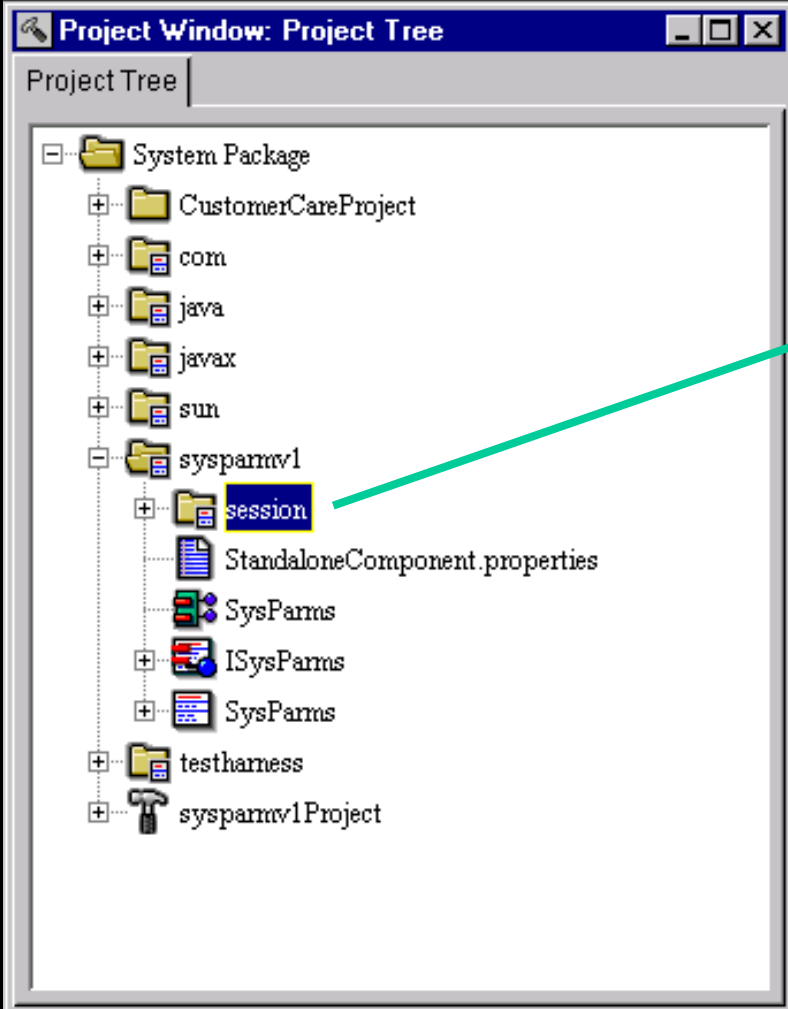 Project Window: Project Tree
Project Tree
System Package
CustomerCareProject
com
java
javax
sun
sysparmv1
session
StandaloneComponent.properties
SysParms
ISysParms
SysParms
testharness
sysparmv1Project